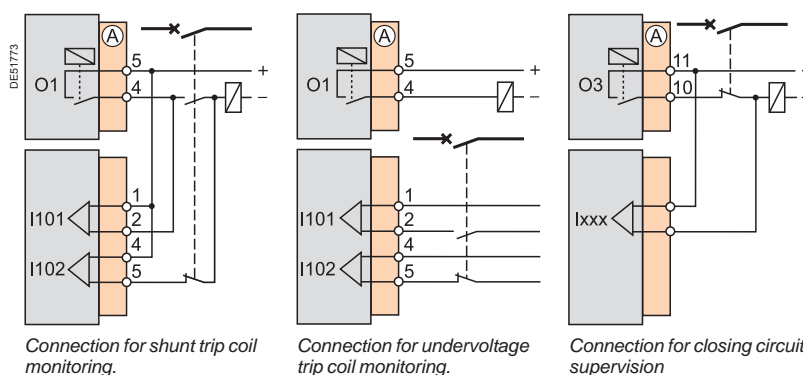 DE51773
A
5
O1
4
+
–
1
I101
2
4
I102
5
Connection for shunt trip coil
monitoring.
A
5
O1
4
+
–
1
I101
2
4
I102
5
Connection for undervoltage
trip coil monitoring.
A
11
O3
10
+
–
Ixxx
Connection for closing circuit
supervision